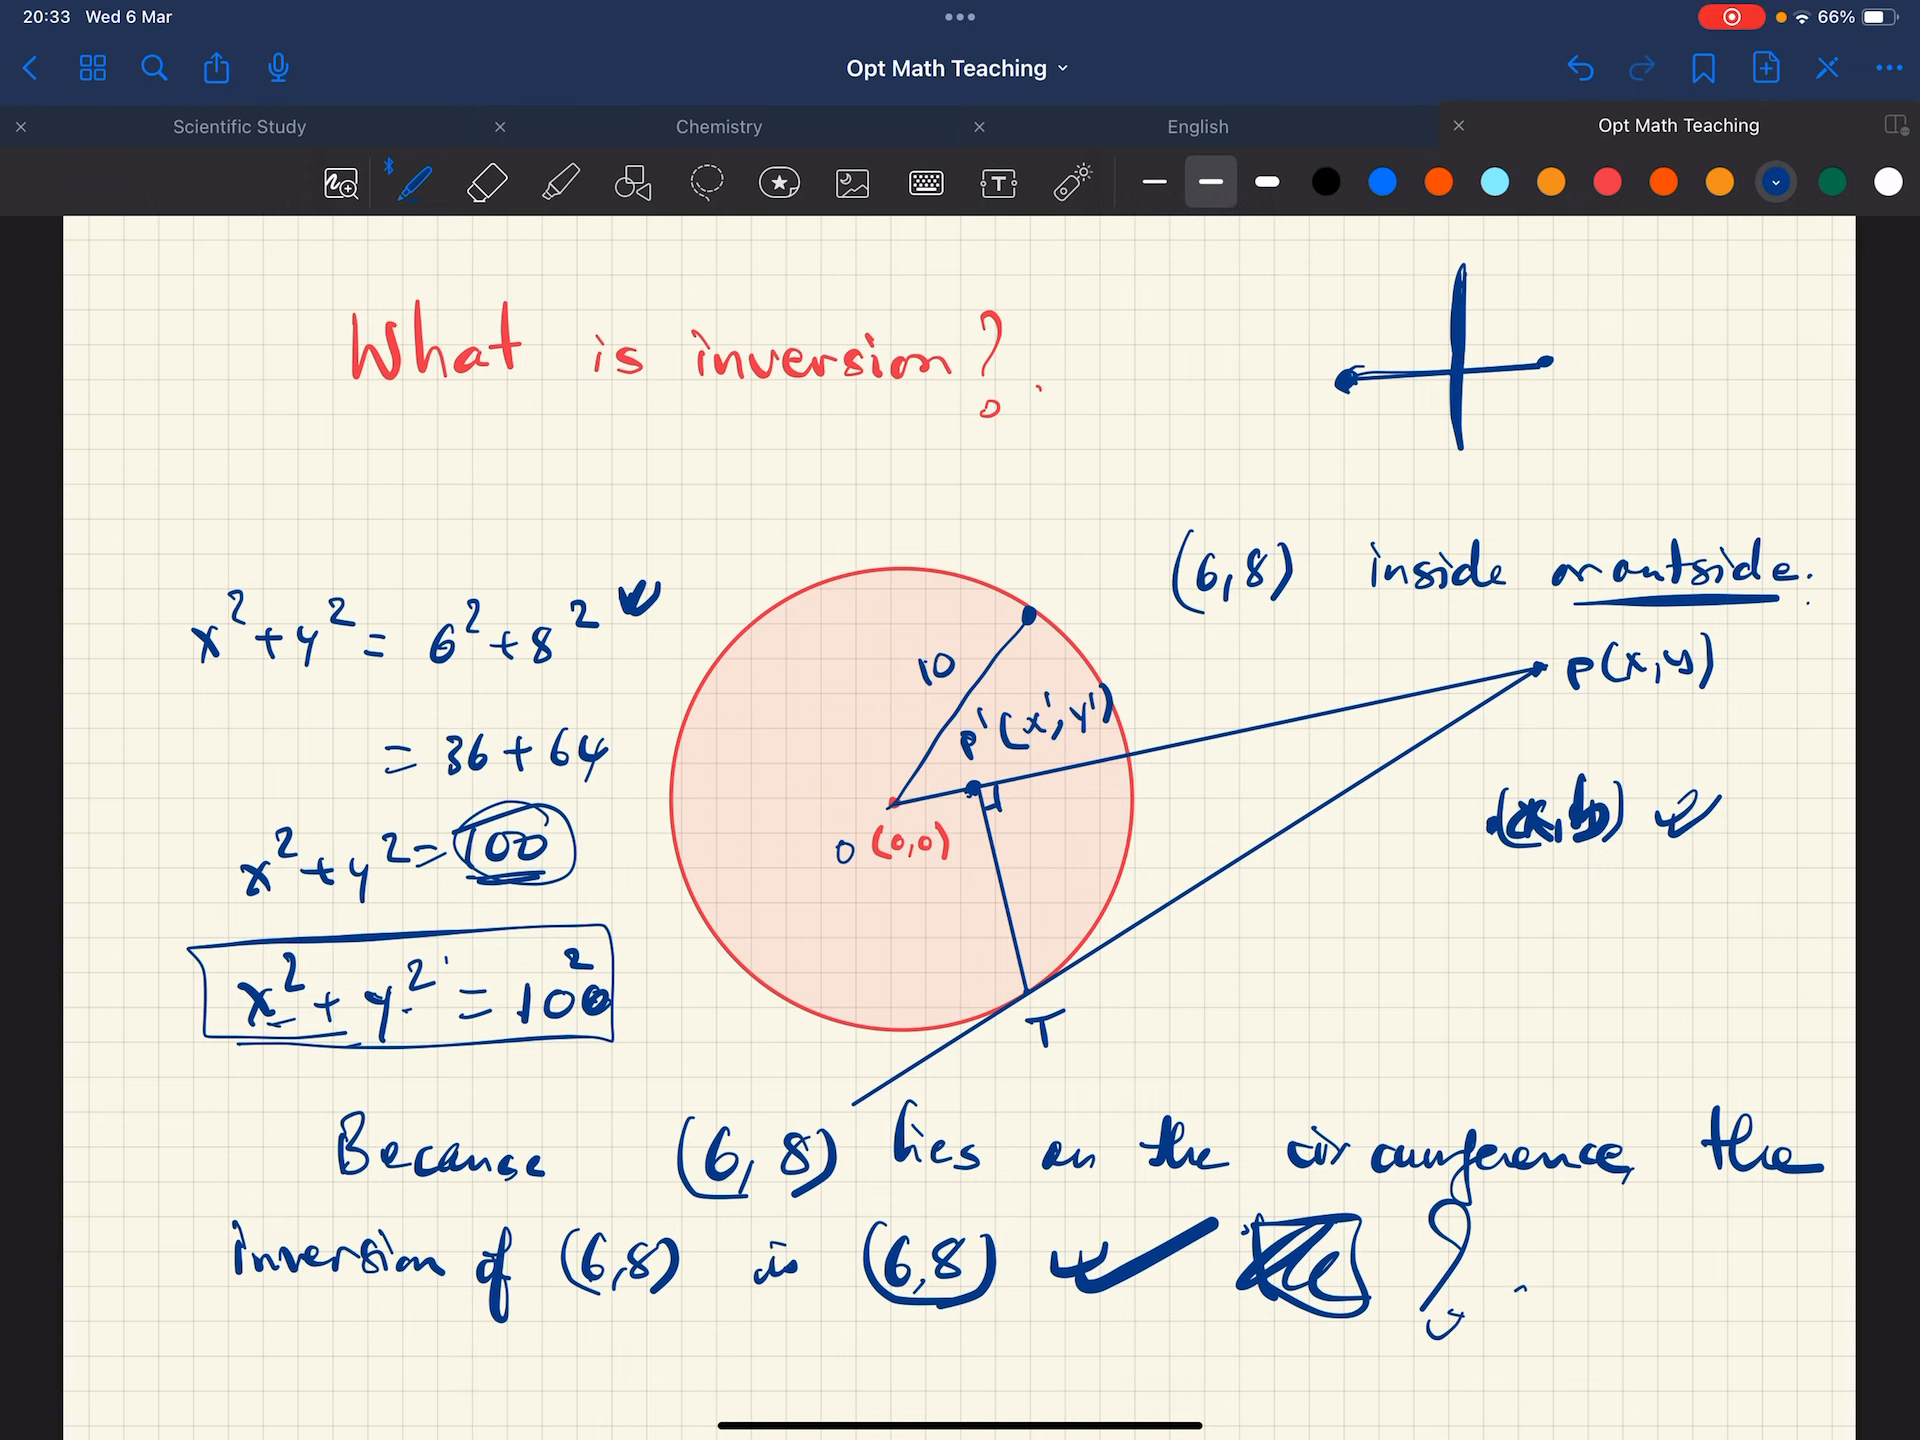 20:33 Wed 6 Mar
66%
Opt Math Teaching
Scientific Study
Chemistry
English
Opt Math Teaching
What is inversion?
(6,8) inside or outside.
x² + y² = 6² + 8²
10
P(x,y)
P'(x',y')
= 36 + 64
O (0,0)
x² + y² = 100
x² + y² = 10²
T
Because (6,8) lies on the circumference, the
inversion of (6,8) is (6,8) ?